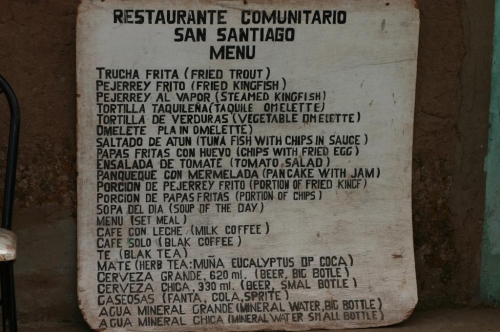 RESTAURANTE COMUNITARIO
SAN SANTIAGO
MENU
TRUCHA FRITA (FRIED TROUT)
PEJERREY FRITO (FRIED KINGFISH)
PEJERREY AL VAPOR (STEAMED KINGFISH)
TORTILLA TAQUILEÑA (TAQUILE OMELETTE)
TORTILLA DE VERDURAS (VEGETABLE OMELETTE)
OMELETE PLAIN OMELETTE)
SALTADO DE ATUN (TUNA FISH WITH CHIPS IN SAUCE)
PAPAS FRITAS CON HUEVO (CHIPS WITH FRIED EGG)
ENSALADA DE TOMATE (TOMATO SALAD)
PANQUEQUE CON MERMELADA (PANCAKE WITH JAM)
PORCION DE PEJERREY FRITO (PORTION OF FRIED KINGF)
PORCION DE PAPAS FRITAS (PORTION OF CHIPS)
SOPA DEL DIA (SOUP OF THE DAY)
MENU (SET MEAL)
CAFE CON LECHE (MILK COFFEE)
CAFE SOLO (BLAK COFFEE)
TE (BLAK TEA)
MATE (HERB TEA: MUÑA EUCALYPTUS OP COCA)
CERVEZA GRANDE, 620 ml. (BEER, BIG BOTLE)
CERVEZA CHICA, 330 ml. (BEER, SMAL BOTLE)
GASEOSAS (FANTA, COLA, SPRITE)
AGUA MINERAL GRANDE (MINERAL WATER, BIG BOTLE)
AGUA MINERAL CHICA (MINERAL WATER SMALL BOTLE)